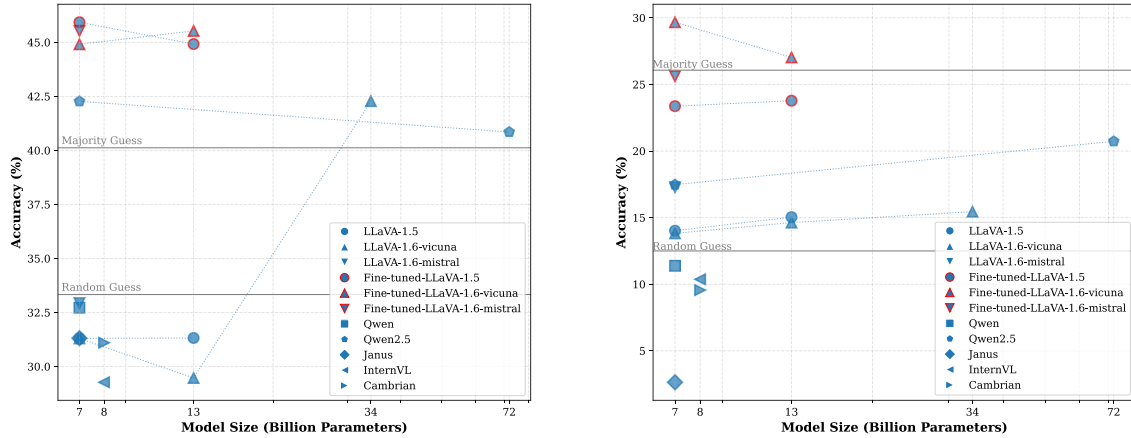 45.0
42.5
40.0
37.5
35.0
32.5
30.0
Accuracy (%)
Majority Guess
Random Guess
LLaVA-1.5
LLaVA-1.6-vicuna
LLaVA-1.6-mistral
Fine-tuned-LLaVA-1.5
Fine-tuned-LLaVA-1.6-vicuna
Fine-tuned-LLaVA-1.6-mistral
Qwen
Qwen2.5
Janus
InternVL
Cambrian
7 8 13 34 72
Model Size (Billion Parameters)
30
25
20
15
10
5
Accuracy (%)
Majority Guess
Random Guess
LLaVA-1.5
LLaVA-1.6-vicuna
LLaVA-1.6-mistral
Fine-tuned-LLaVA-1.5
Fine-tuned-LLaVA-1.6-vicuna
Fine-tuned-LLaVA-1.6-mistral
Qwen
Qwen2.5
Janus
InternVL
Cambrian
7 8 13 34 72
Model Size (Billion Parameters)